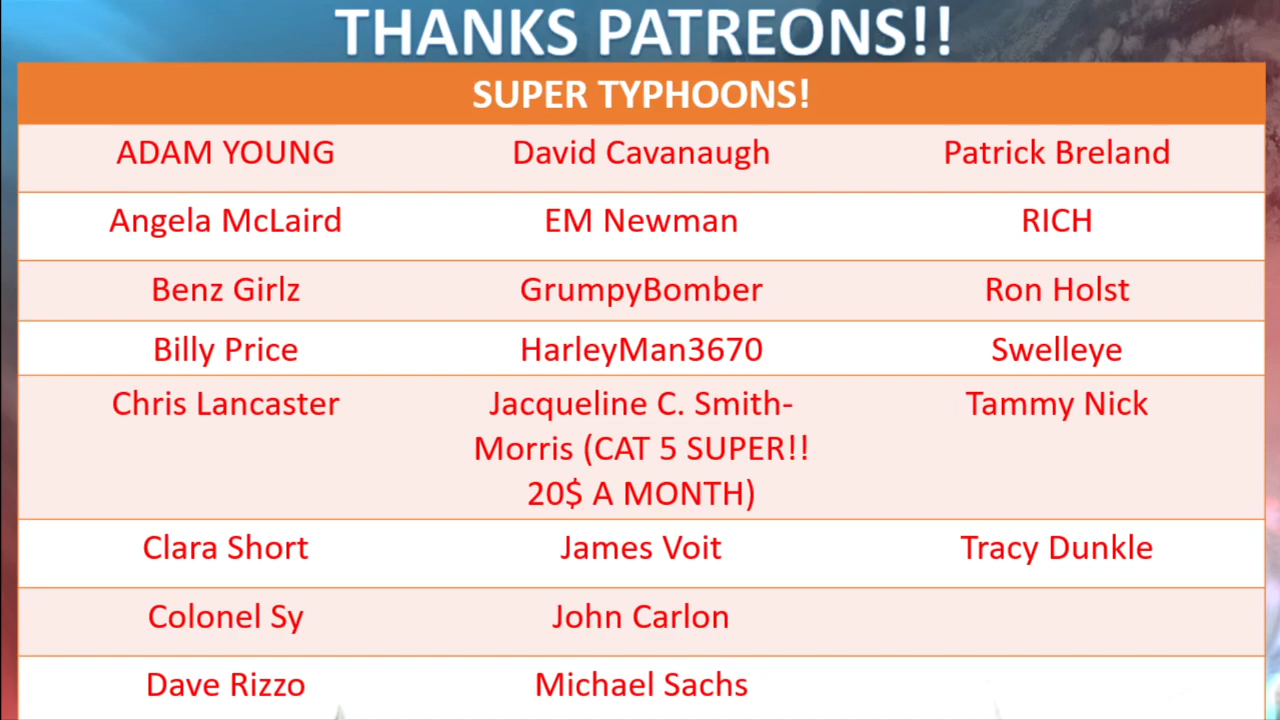 THANKS PATREONS!!
SUPER TYPHOONS!
ADAM YOUNG David Cavanaugh Patrick Breland
Angela McLaird EM Newman RICH
Benz Girlz GrumpyBomber Ron Holst
Billy Price HarleyMan3670 Swelleye
Chris Lancaster Jacqueline C. Smith- Tammy Nick
Morris (CAT 5 SUPER!!
20$ A MONTH)
Clara Short James Voit Tracy Dunkle
Colonel Sy John Carlon
Dave Rizzo Michael Sachs